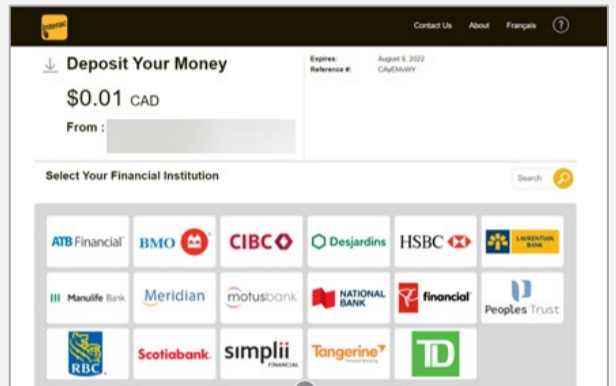 Interac
Contact Us About Français ?
Deposit Your Money
$0.01 CAD
From :
Expires: August 9, 2022
Reference #:
Select Your Financial Institution
Search
ATB Financial BMO CIBC Desjardins HSBC LAURENTIAN BANK
Manulife Bank Meridian motusbank NATIONAL BANK financial Peoples Trust
RBC Scotiabank simplii FINANCIAL Tangerine TD